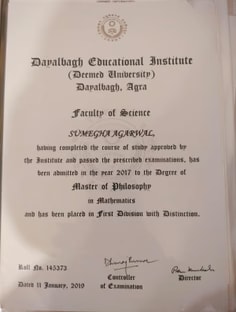 Dayalbagh Educational Institute
(Deemed University)
Dayalbagh, Agra
Faculty of Science
SUMEGHA AGARWAL,
having completed the course of study approved by
the Institute and passed the prescribed examinations, has
been admitted in the year 2017 to the Degree of
Master of Philosophy
in Mathematics
and has been placed in First Division with Distinction.
Roll No. 145373
Controller
of Examination
Director
Dated 11 January, 2019